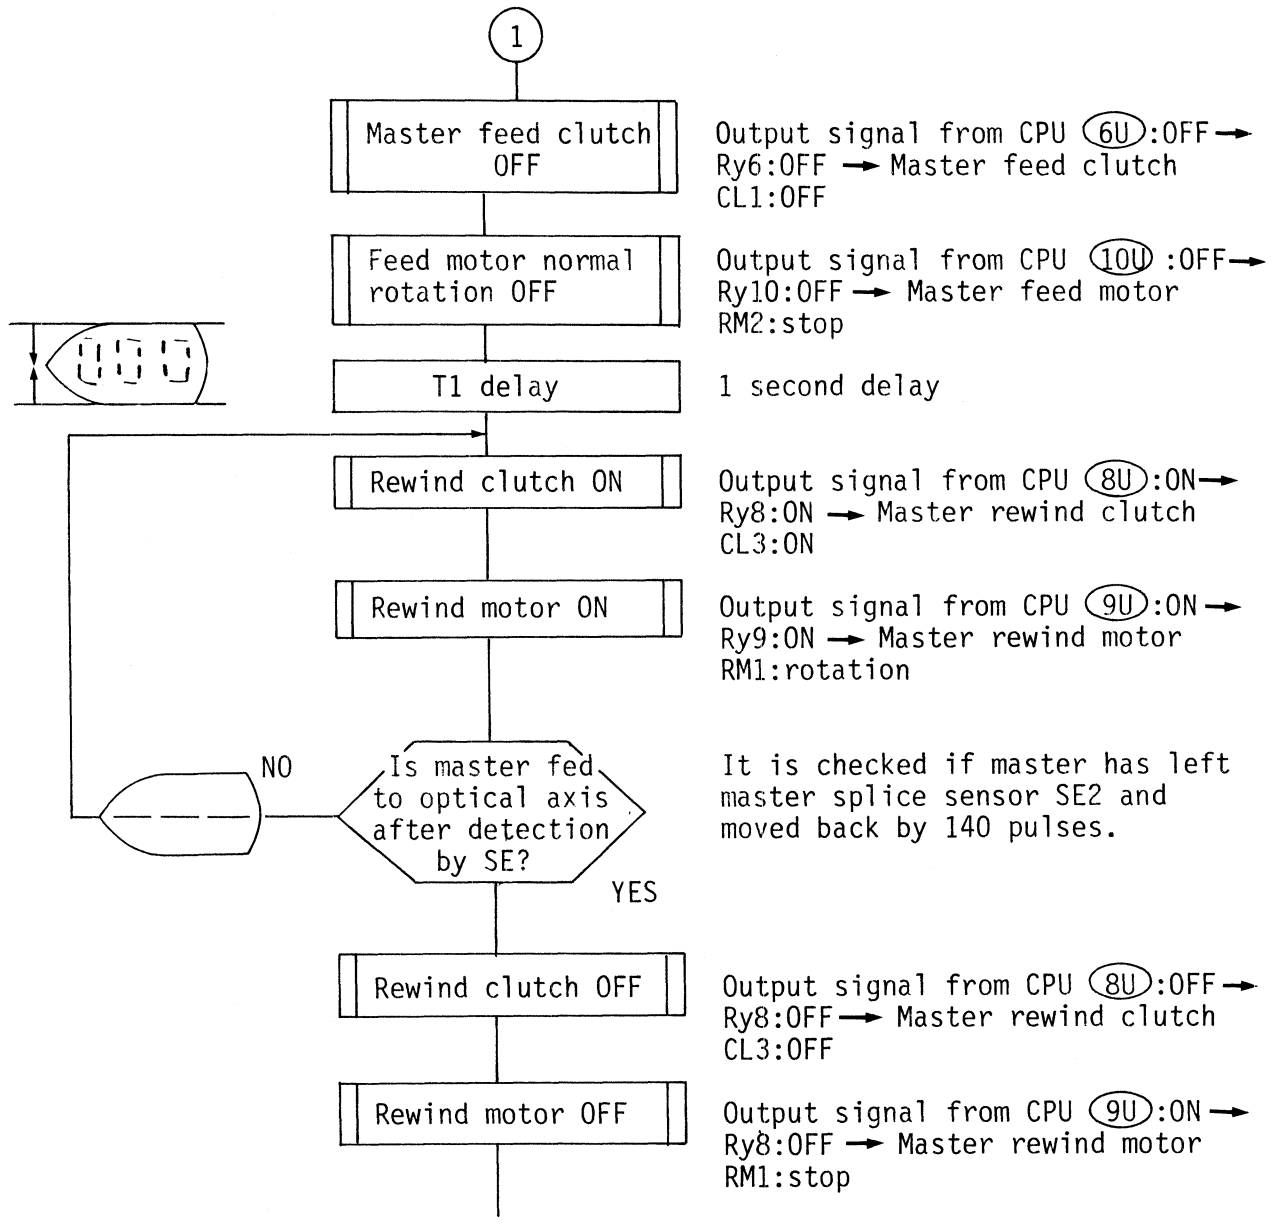 1
Master feed clutch
OFF
Output signal from CPU 6U:OFF→
Ry6:OFF → Master feed clutch
CL1:OFF
Feed motor normal
rotation OFF
Output signal from CPU 10U :OFF→
Ry10:OFF → Master feed motor
RM2:stop
T1 delay
1 second delay
Rewind clutch ON
Output signal from CPU 8U:ON→
Ry8:ON → Master rewind clutch
CL3:ON
Rewind motor ON
Output signal from CPU 9U:ON→
Ry9:ON → Master rewind motor
RM1:rotation
NO
Is master fed
to optical axis
after detection
by SE?
It is checked if master has left
master splice sensor SE2 and
moved back by 140 pulses.
YES
Rewind clutch OFF
Output signal from CPU 8U:OFF→
Ry8:OFF→ Master rewind clutch
CL3:OFF
Rewind motor OFF
Output signal from CPU 9U:ON→
Ry8:OFF → Master rewind motor
RM1:stop